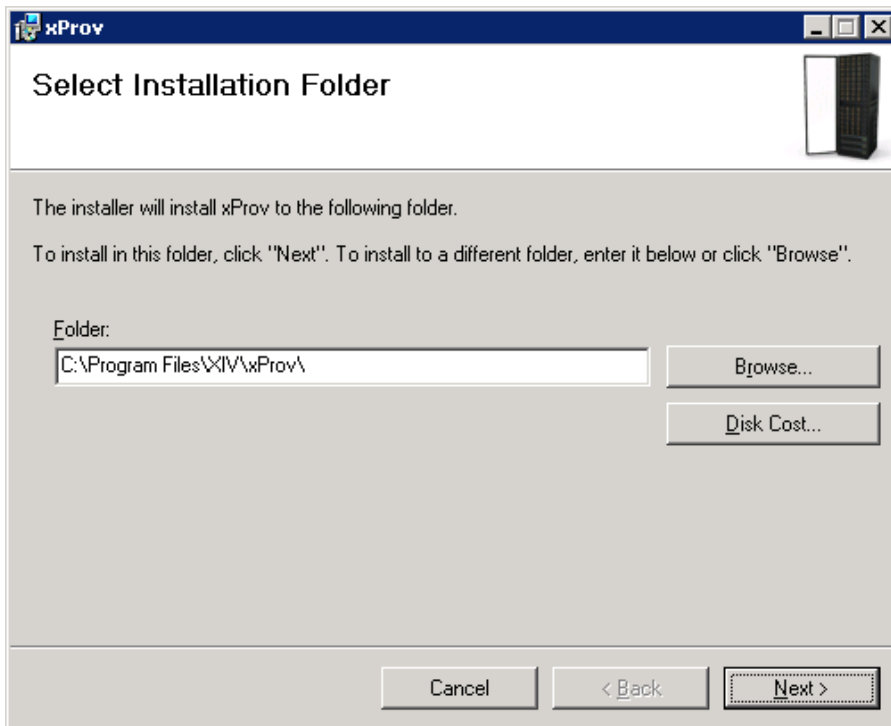 xProv
Select Installation Folder
The installer will install xProv to the following folder.
To install in this folder, click "Next". To install to a different folder, enter it below or click "Browse".
Folder:
C:\Program Files\XIV\xProv\
Browse...
Disk Cost...
Cancel
< Back
Next >